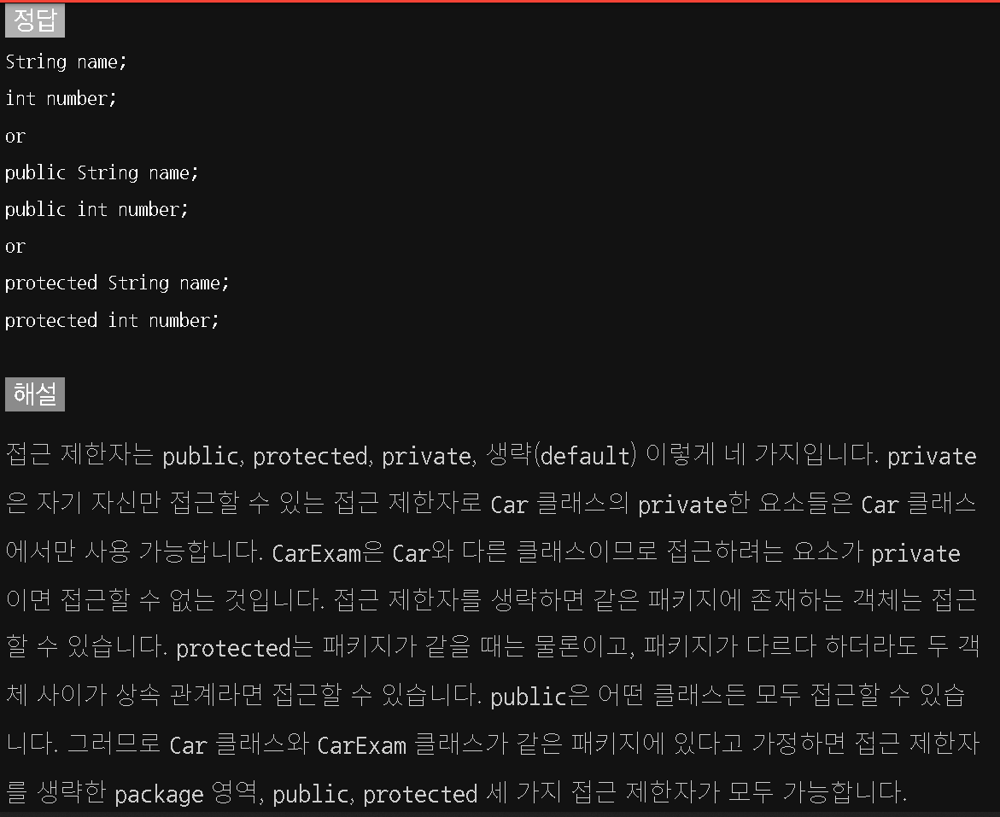 정답
String name;
int number;
or
public String name;
public int number;
or
protected String name;
protected int number;
해설
접근 제한자는 public, protected, private, 생략(default) 이렇게 네 가지입니다. private
은 자기 자신만 접근할 수 있는 접근 제한자로 Car 클래스의 private한 요소들은 Car 클래스
에서만 사용 가능합니다. CarExam은 Car와 다른 클래스이므로 접근하려는 요소가 private
이면 접근할 수 없는 것입니다. 접근 제한자를 생략하면 같은 패키지에 존재하는 객체는 접근
할 수 있습니다. protected는 패키지가 같을 때는 물론이고, 패키지가 다르다 하더라도 두 객
체 사이가 상속 관계라면 접근할 수 있습니다. public은 어떤 클래스든 모두 접근할 수 있습
니다. 그러므로 Car 클래스와 CarExam 클래스가 같은 패키지에 있다고 가정하면 접근 제한자
를 생략한 package 영역, public, protected 세 가지 접근 제한자가 모두 가능합니다.